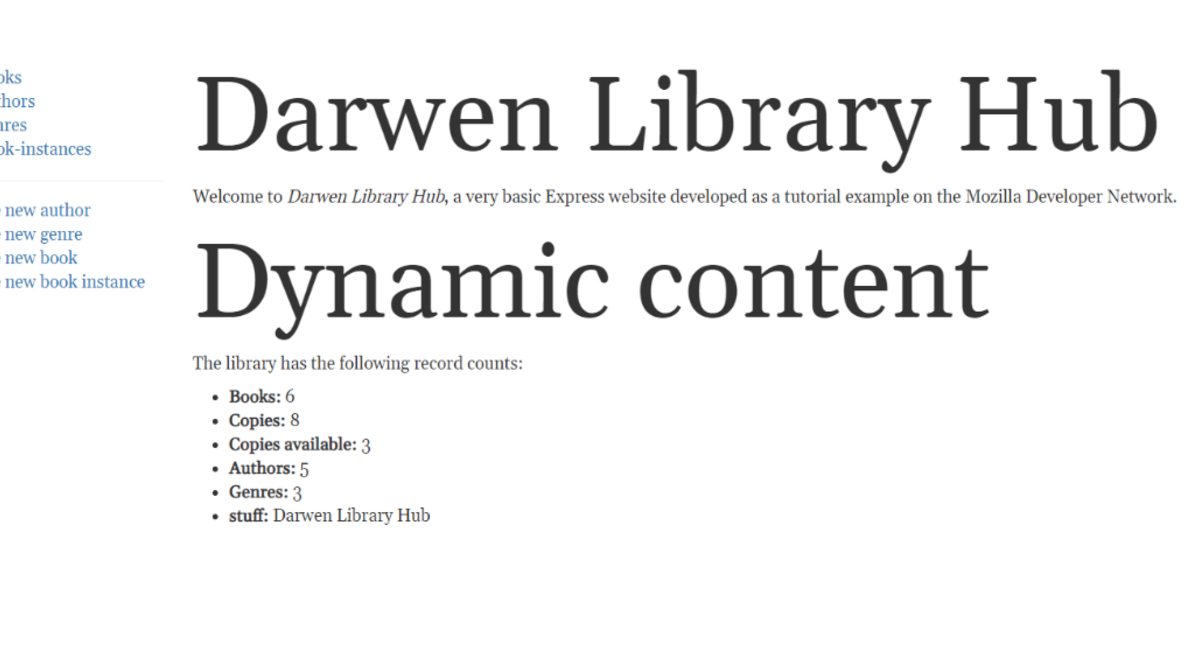 oks
thors
nres
ok-instances
new author
new genre
new book
new book instance
Darwen Library Hub
Welcome to Darwen Library Hub, a very basic Express website developed as a tutorial example on the Mozilla Developer Network.
Dynamic content
The library has the following record counts:
Books: 6
Copies: 8
Copies available: 3
Authors: 5
Genres: 3
stuff: Darwen Library Hub